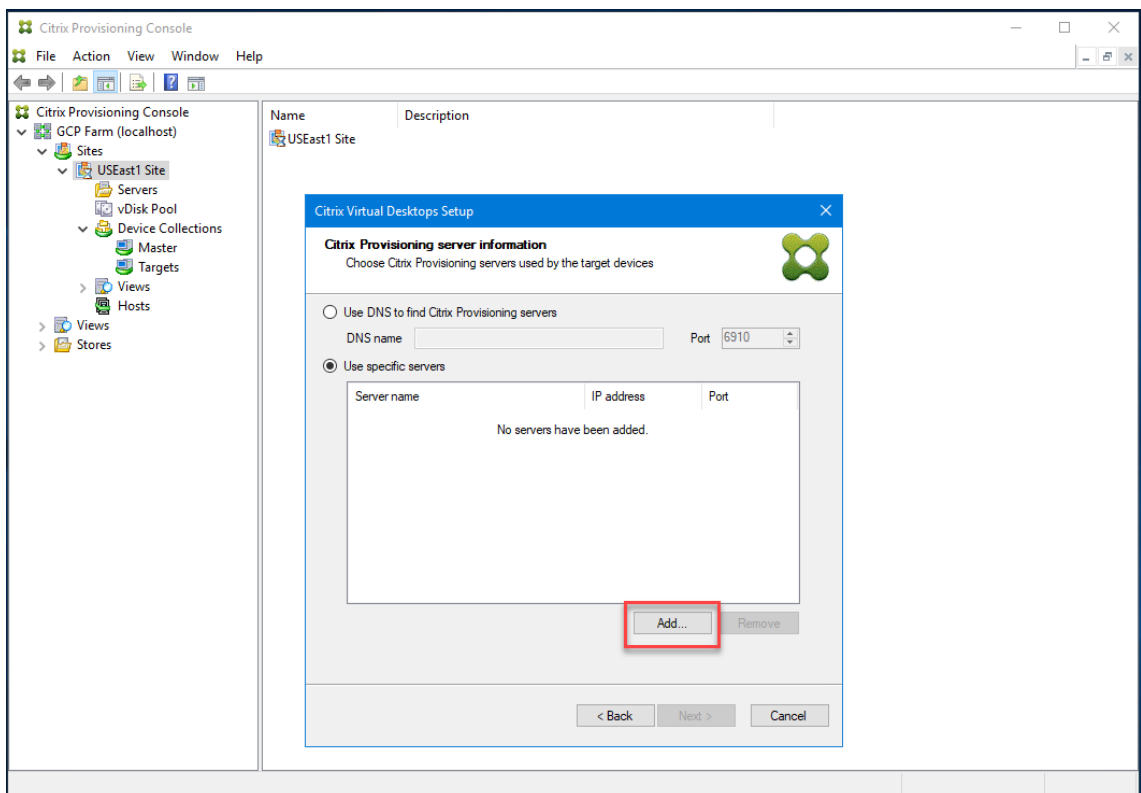 Citrix Provisioning Console
File Action View Window Help
Citrix Provisioning Console
GCP Farm (localhost)
Sites
USEast1 Site
Servers
vDisk Pool
Device Collections
Master
Targets
Views
Hosts
Views
Stores
Name Description
USEast1 Site
Citrix Virtual Desktops Setup
Citrix Provisioning server information
Choose Citrix Provisioning servers used by the target devices
Use DNS to find Citrix Provisioning servers
DNS name Port 6910
Use specific servers
Server name IP address Port
No servers have been added.
Add... Remove
< Back Next > Cancel